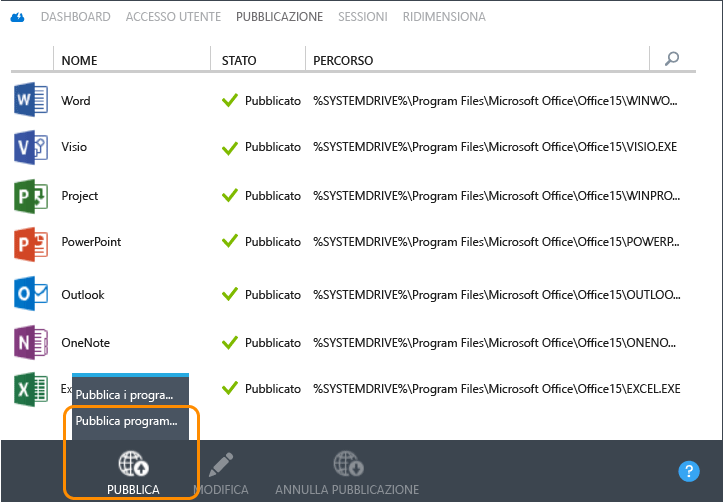 DASHBOARD ACCESSO UTENTE PUBBLICAZIONE SESSIONI RIDIMENSIONA
NOME STATO PERCORSO
Word Pubblicato %SYSTEMDRIVE%\Program Files\Microsoft Office\Office15\WINWO...
Visio Pubblicato %SYSTEMDRIVE%\Program Files\Microsoft Office\Office15\VISIO.EXE
Project Pubblicato %SYSTEMDRIVE%\Program Files\Microsoft Office\Office15\WINPRO...
PowerPoint Pubblicato %SYSTEMDRIVE%\Program Files\Microsoft Office\Office15\POWERP...
Outlook Pubblicato %SYSTEMDRIVE%\Program Files\Microsoft Office\Office15\OUTLOO...
OneNote Pubblicato %SYSTEMDRIVE%\Program Files\Microsoft Office\Office15\ONENO...
Ex Pubblicato %SYSTEMDRIVE%\Program Files\Microsoft Office\Office15\EXCEL.EXE
Pubblica i progra...
Pubblica program...
PUBBLICA MODIFICA ANNULLA PUBBLICAZIONE